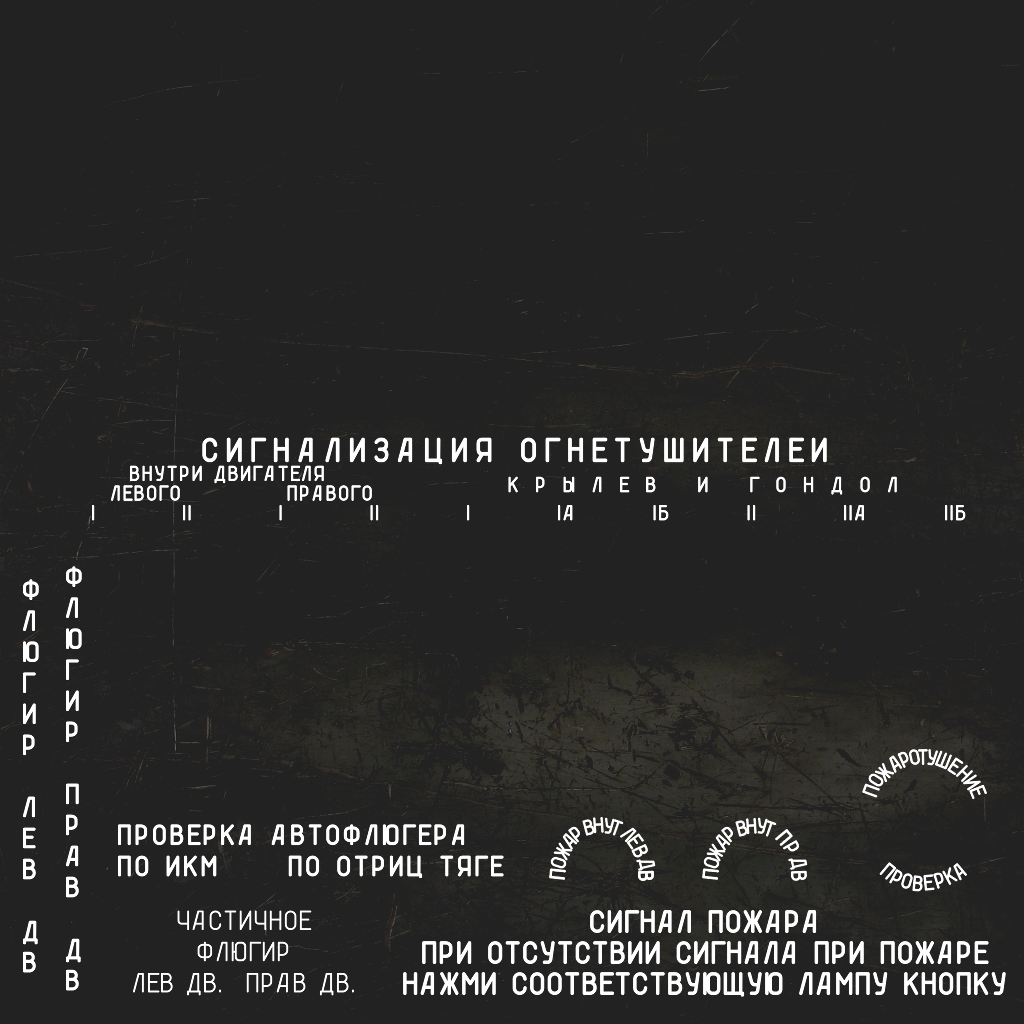 СИГНАЛИЗАЦИЯ ОГНЕТУШИТЕЛЕИ
ВНУТРИ ДВИГАТЕЛЯ
КРЫЛЕВ И ГОНДОЛ
ЛЕВОГО ПРАВОГО
I II I II I IА IБ II IIА IIБ
ФЛЮГИР ЛЕВ ДВ
ФЛЮГИР ПРАВ ДВ
ПОЖАРОТУШЕНИЕ
ПРОВЕРКА
ПРОВЕРКА АВТОФЛЮГЕРА
ПО ИКМ ПО ОТРИЦ ТЯГЕ
ПОЖАР ВНУТ ЛЕВ ДВ
ПОЖАР ВНУТ ПР ДВ
ЧАСТИЧНОЕ
ФЛЮГИР
ЛЕВ ДВ. ПРАВ ДВ.
СИГНАЛ ПОЖАРА
ПРИ ОТСУТСТВИИ СИГНАЛА ПРИ ПОЖАРЕ
НАЖМИ СООТВЕТСТВУЮЩУЮ ЛАМПУ КНОПКУ